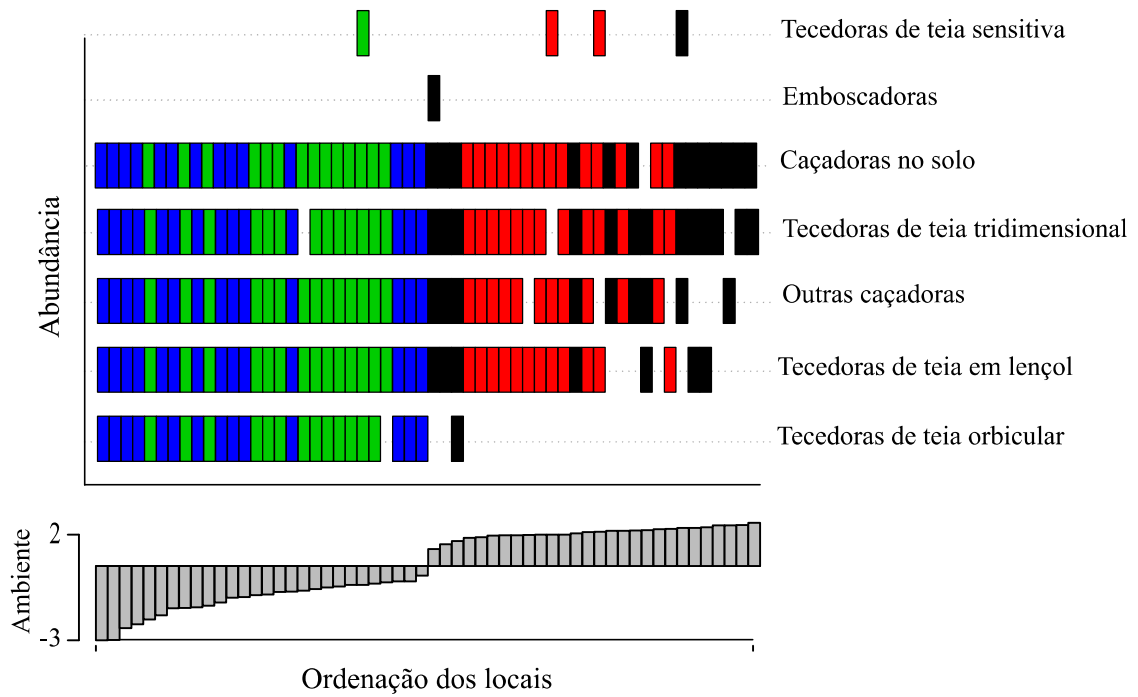 Tecedoras de teia sensitiva
Emboscadoras
Caçadoras no solo
Tecedoras de teia tridimensional
Outras caçadoras
Tecedoras de teia em lençol
Tecedoras de teia orbicular
Abundância
Ambiente
2
-3
Ordenação dos locais